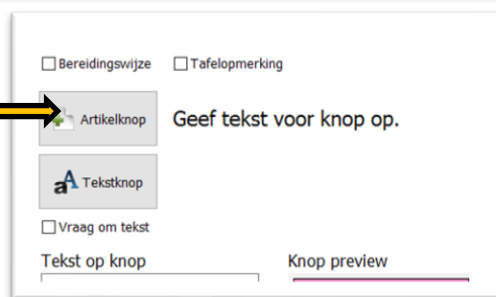 Bereidingswijze Tafelopmerking
Artikelknop Geef tekst voor knop op.
Tekstknop
Vraag om tekst
Tekst op knop Knop preview